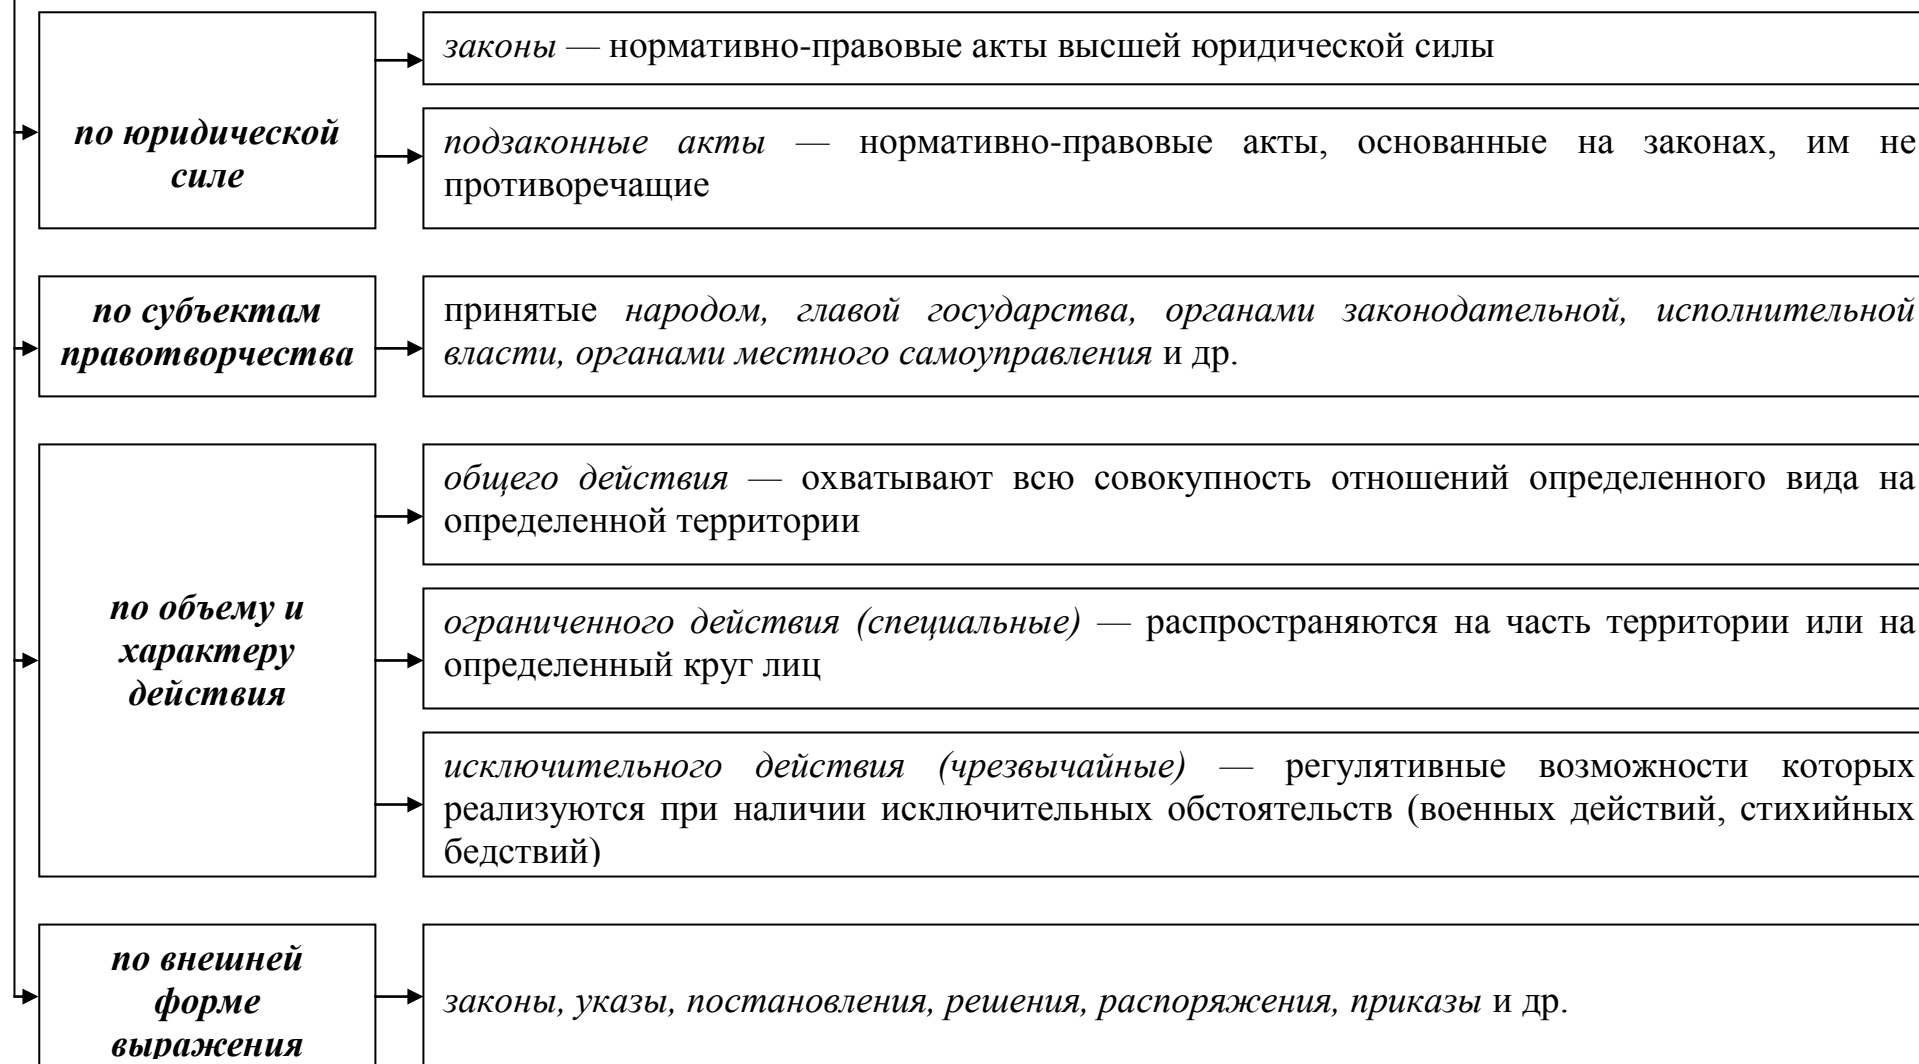 законы — нормативно-правовые акты высшей юридической силы
по юридической
силе
подзаконные акты — нормативно-правовые акты, основанные на законах, им не
противоречащие
по субъектам
правотворчества
принятые народом, главой государства, органами законодательной, исполнительной
власти, органами местного самоуправления и др.
по объему и
характеру
действия
общего действия — охватывают всю совокупность отношений определенного вида на
определенной территории
ограниченного действия (специальные) — распространяются на часть территории или на
определенный круг лиц
исключительного действия (чрезвычайные) — регулятивные возможности которых
реализуются при наличии исключительных обстоятельств (военных действий, стихийных
бедствий)
по внешней
форме
выражения
законы, указы, постановления, решения, распоряжения, приказы и др.